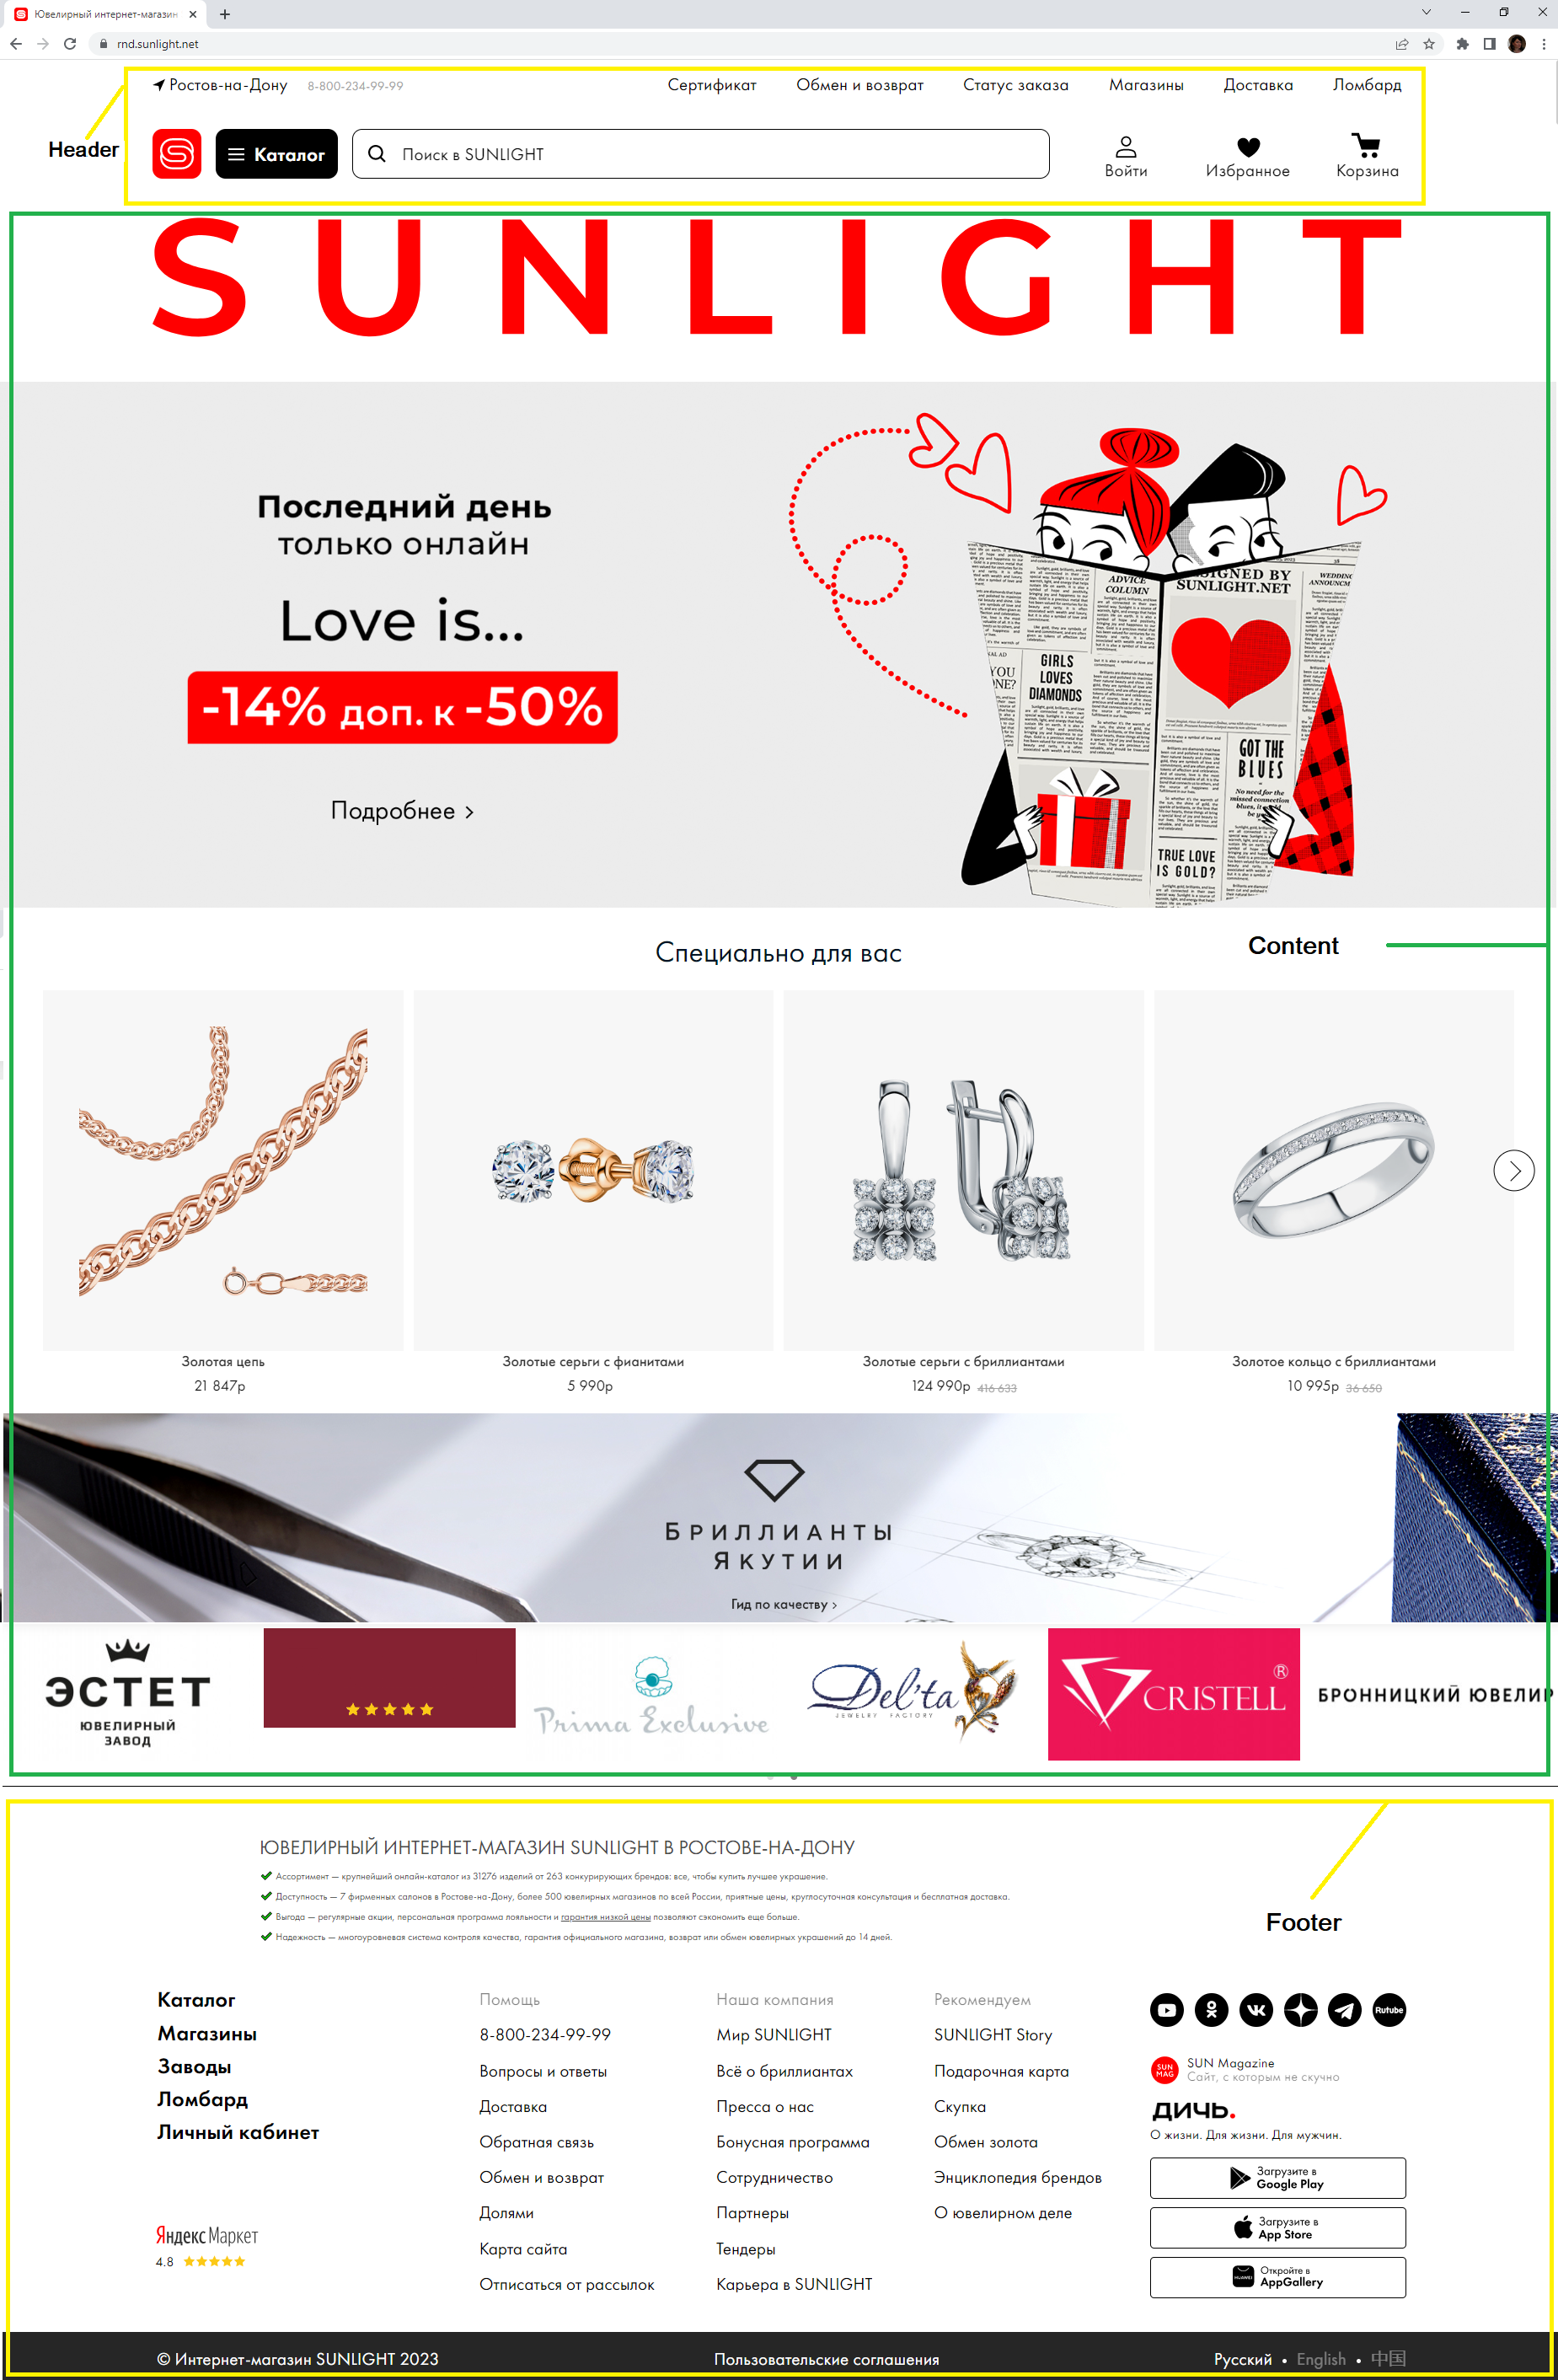 Ювелирный интернет-магазин
rnd.sunlight.net
Ростов-на-Дону 8-800-234-99-99 Сертификат Обмен и возврат Статус заказа Магазины Доставка Ломбард
Header
Каталог Поиск в SUNLIGHT Войти Избранное Корзина
SUNLIGHT
Последний день
только онлайн
Love is...
-14% доп. к -50%
Подробнее >
ADVICE
COLUMN
SIGNED BY
SUNLIGHT.NET
WEDDING
GIRLS
LOVES
DIAMONDS
GOT THE
BLUES
No need for the
missed connection
TRUE LOVE
IS GOLD?
Специально для вас
Content
Золотая цепь
21 847р
Золотые серьги с фианитами
5 990р
Золотые серьги с бриллиантами
124 990р 416 633
Золотое кольцо с бриллиантами
10 995р 36 650
БРИЛЛИАНТЫ
ЯКУТИИ
Гид по качеству >
ЭСТЕТ
ЮВЕЛИРНЫЙ
ЗАВОД
Prima Exclusive
Del'ta
JEWELRY FACTORY
CRISTELL ®
БРОННИЦКИЙ ЮВЕЛИР
ЮВЕЛИРНЫЙ ИНТЕРНЕТ-МАГАЗИН SUNLIGHT В РОСТОВЕ-НА-ДОНУ
Ассортимент — крупнейший онлайн-каталог из 31276 изделий от 263 конкурирующих брендов: все, чтобы купить лучшее украшение.
Доступность — 7 фирменных салонов в Ростове-на-Дону, более 500 ювелирных магазинов по всей России, приятные цены, круглосуточная консультация и бесплатная доставка.
Выгода — регулярные акции, персональная программа лояльности и гарантия низкой цены позволяют сэкономить еще больше.
Надежность — многоуровневая система контроля качества, гарантия официального магазина, возврат или обмен ювелирных украшений до 14 дней.
Footer
Каталог
Магазины
Заводы
Ломбард
Личный кабинет
Яндекс Маркет
4.8
Помощь
8-800-234-99-99
Вопросы и ответы
Доставка
Обратная связь
Обмен и возврат
Долями
Карта сайта
Отписаться от рассылок
Наша компания
Мир SUNLIGHT
Всё о бриллиантах
Пресса о нас
Бонусная программа
Сотрудничество
Партнеры
Тендеры
Карьера в SUNLIGHT
Рекомендуем
SUNLIGHT Story
Подарочная карта
Скупка
Обмен золота
Энциклопедия брендов
О ювелирном деле
Rutube
SUN
MAG
SUN Magazine
Сайт, с которым не скучно
ДИЧЬ.
О жизни. Для жизни. Для мужчин.
Загрузите в
Google Play
Загрузите в
App Store
Откройте в
AppGallery
© Интернет-магазин SUNLIGHT 2023 Пользовательские соглашения Русский • English • 中国